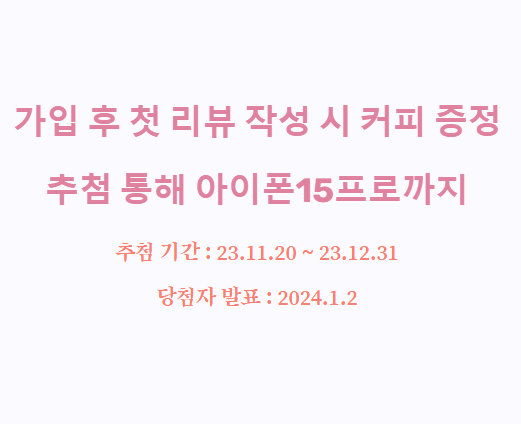 가입 후 첫 리뷰 작성 시 커피 증정
추첨 통해 아이폰15프로까지
추첨 기간 : 23.11.20 ~ 23.12.31
당첨자 발표 : 2024.1.2